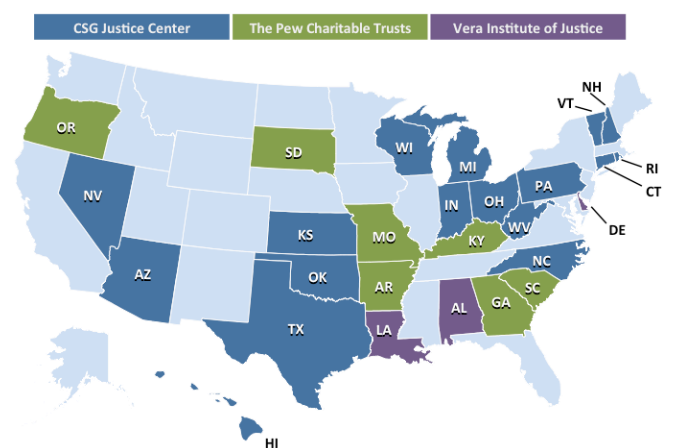 CSG Justice Center The Pew Charitable Trusts Vera Institute of Justice
NH
VT
OR
WI
SD
MI
RI
PA
CT
NV
IN
OH
WV
DE
KS
MO
KY
NC
AZ
OK
AR
SC
GA
AL
TX
LA
HI